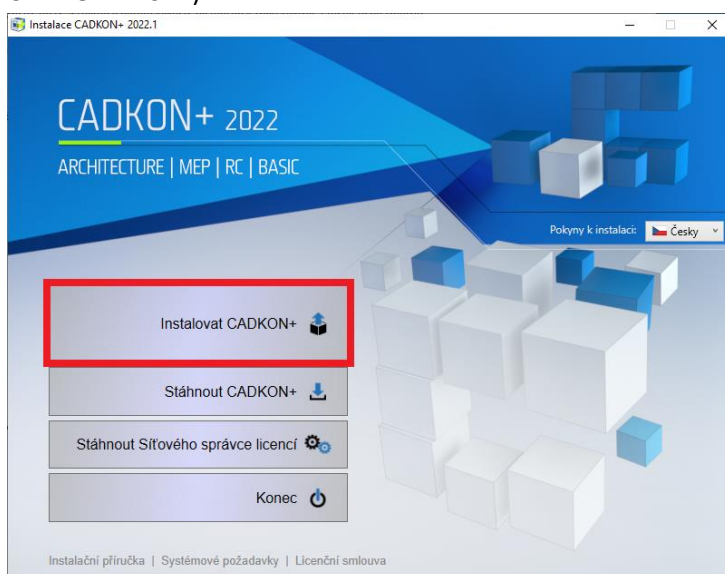 Instalace CADKON+ 2022.1
CADKON+ 2022
ARCHITECTURE | MEP | RC | BASIC
Pokyny k instalaci: Česky
Instalovat CADKON+
Stáhnout CADKON+
Stáhnout Síťového správce licencí
Konec
Instalační příručka | Systémové požadavky | Licenční smlouva